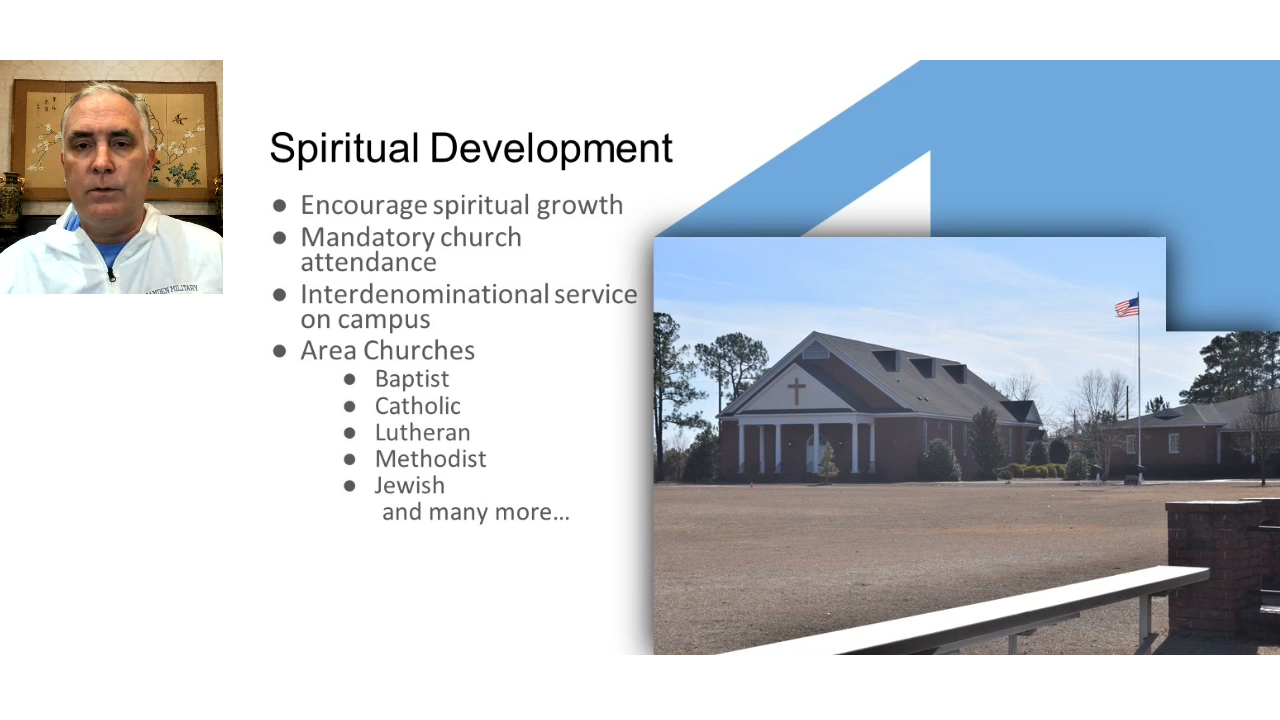 Spiritual Development
● Encourage spiritual growth
● Mandatory church
attendance
● Interdenominational service
on campus
● Area Churches
● Baptist
● Catholic
● Lutheran
● Methodist
● Jewish
and many more…
MILITARY